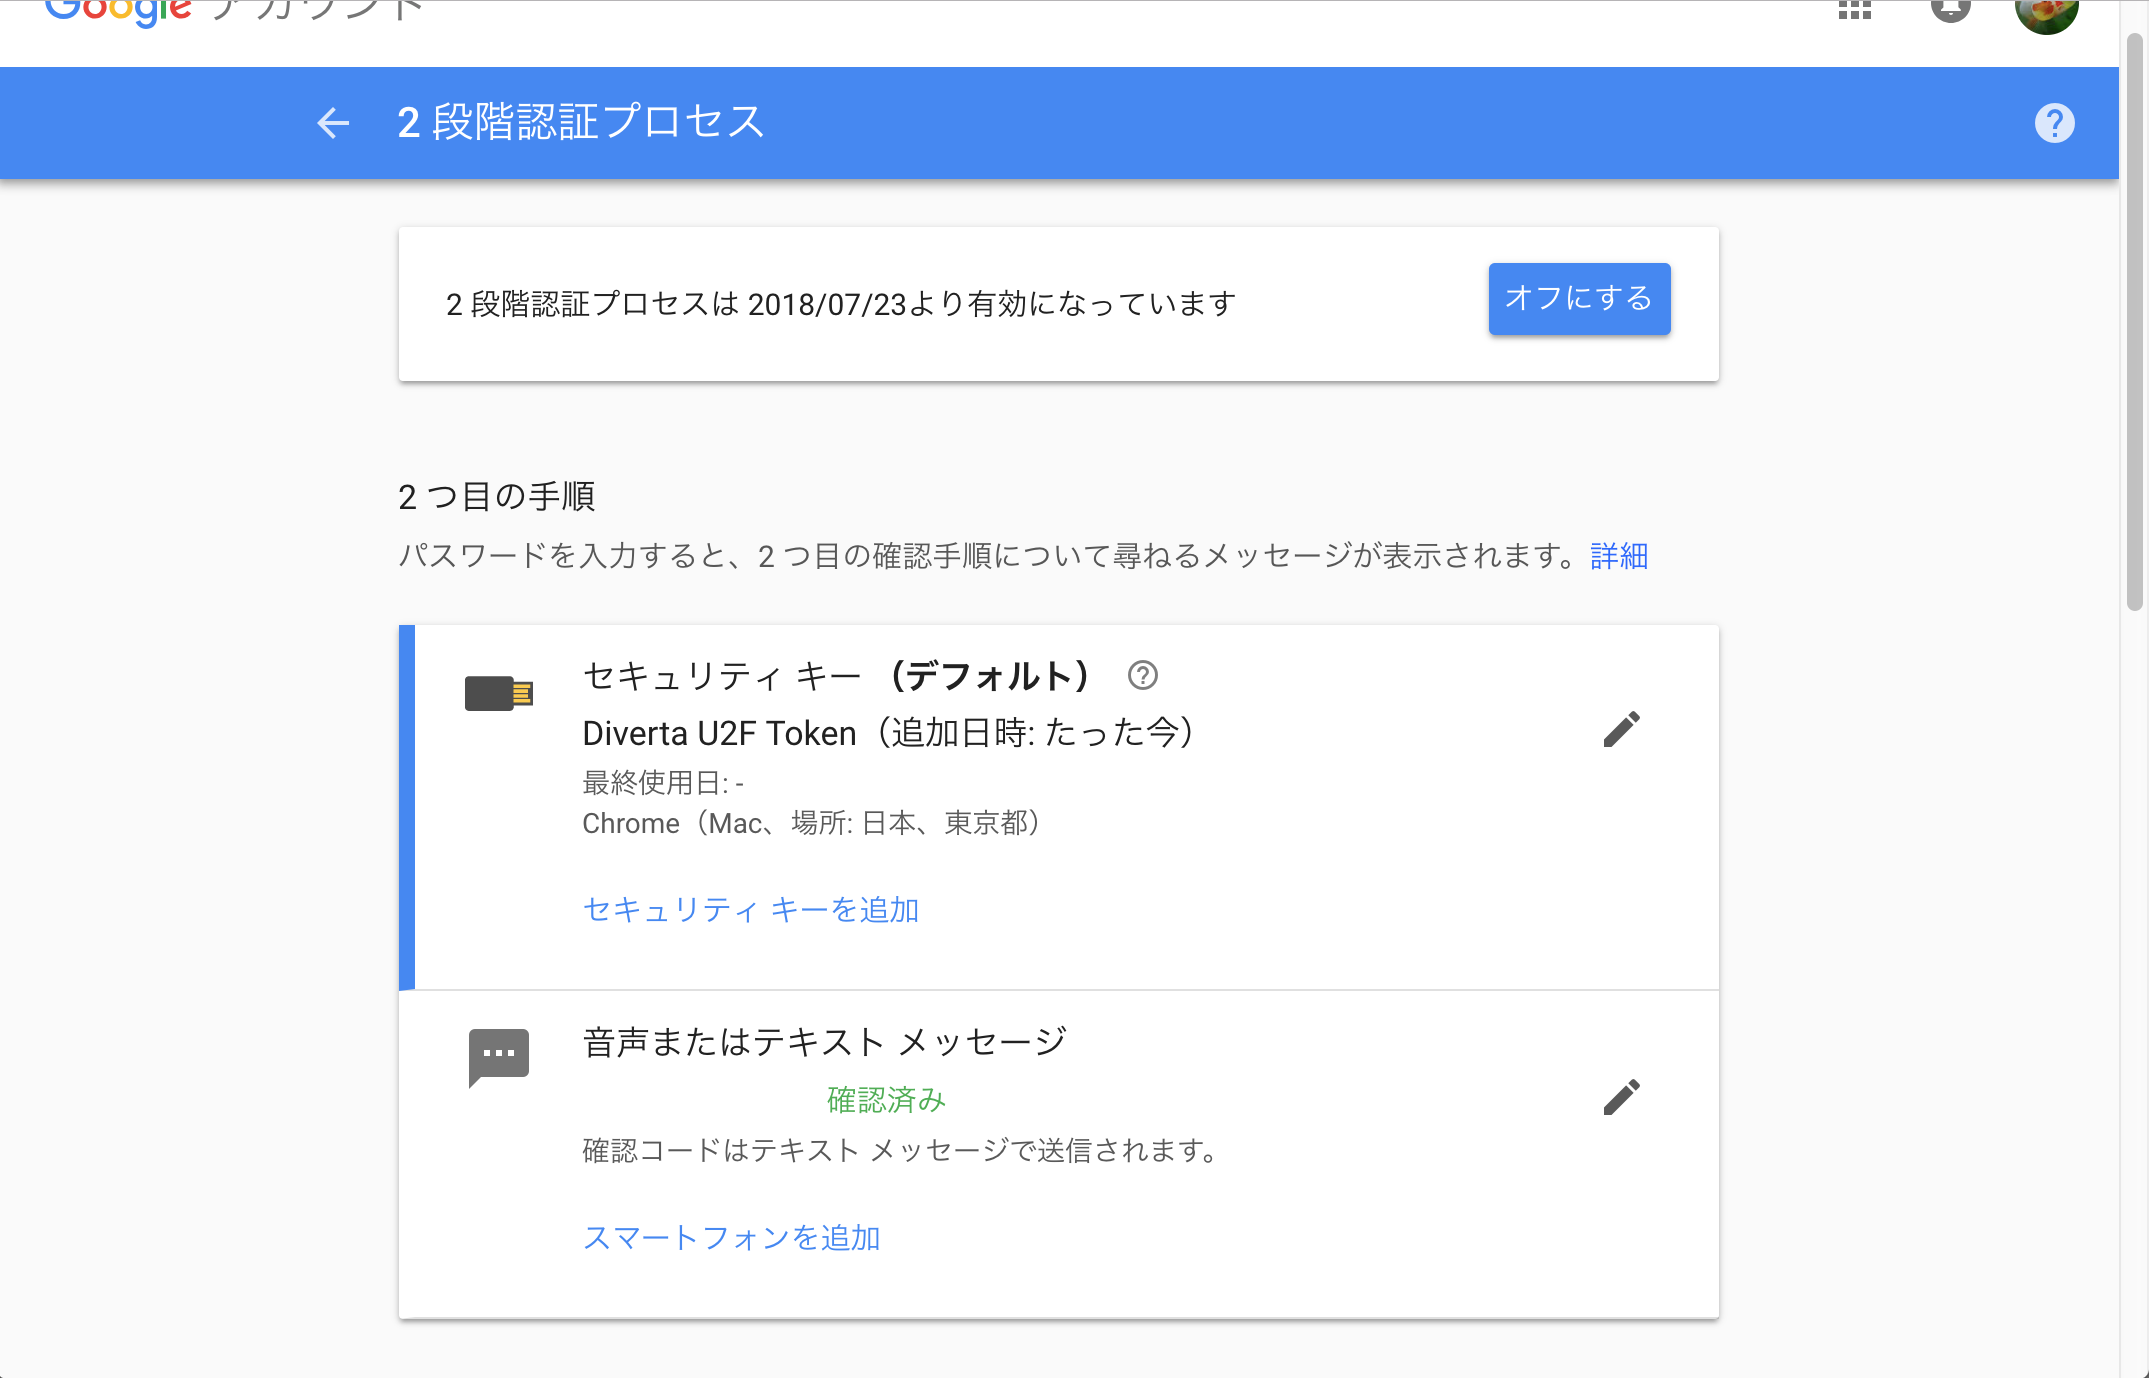 Google アカウント
2 段階認証プロセス
2 段階認証プロセスは 2018/07/23より有効になっています
オフにする
2 つ目の手順
パスワードを入力すると、2 つ目の確認手順について尋ねるメッセージが表示されます。詳細
セキュリティ キー （デフォルト）
Diverta U2F Token（追加日時: たった今）
最終使用日: -
Chrome（Mac、場所: 日本、東京都）
セキュリティ キーを追加
音声またはテキスト メッセージ
確認済み
確認コードはテキスト メッセージで送信されます。
スマートフォンを追加